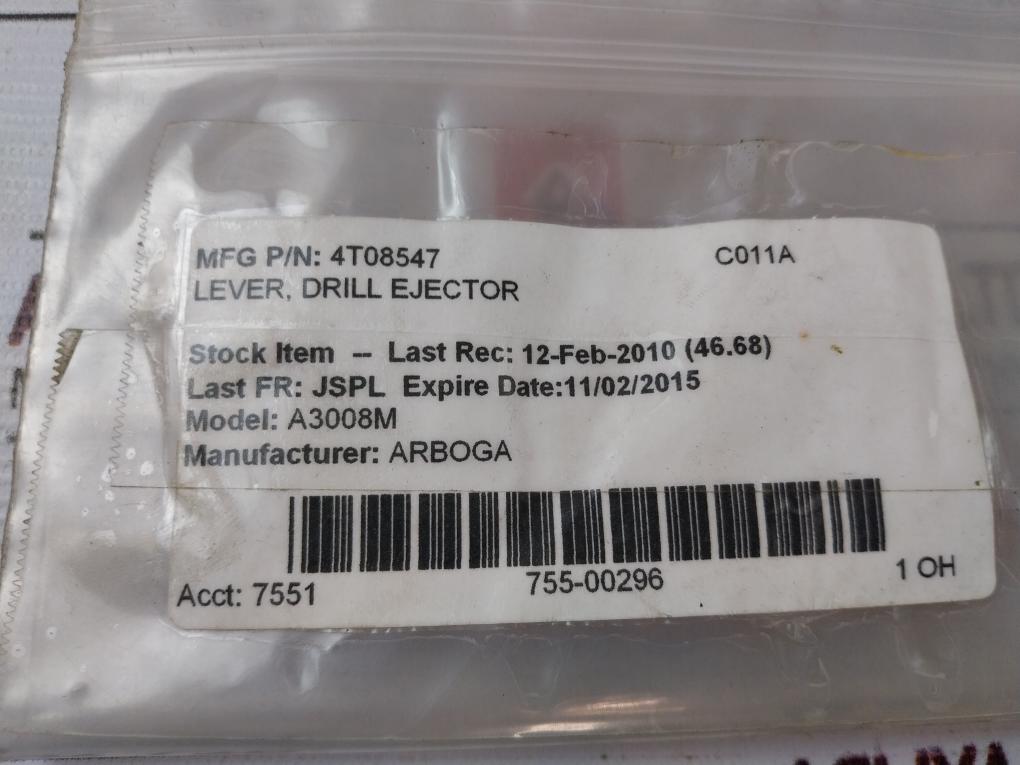 MFG P/N: 4T08547 C011A
LEVER, DRILL EJECTOR
Stock Item -- Last Rec: 12-Feb-2010 (46.68)
Last FR: JSPL Expire Date:11/02/2015
Model: A3008M
Manufacturer: ARBOGA
Acct: 7551 755-00296 1 OH